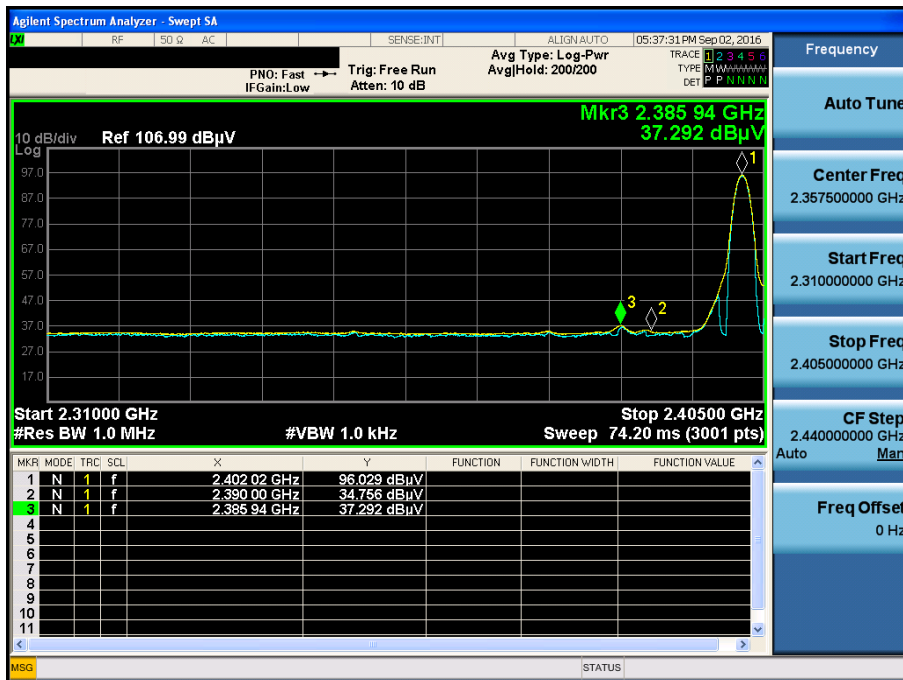 Agilent Spectrum Analyzer - Swept SA
LXI RF 50 Ω AC SENSE:INT ALIGN AUTO 05:37:31 PM Sep 02, 2016
Frequency
PNO: Fast Trig: Free Run Avg Type: Log-Pwr TRACE 1 2 3 4 5 6
IFGain:Low Atten: 10 dB Avg|Hold: 200/200 TYPE M W
DET P P N N N N
Auto Tune
Mkr3 2.385 94 GHz
37.292 dBµV
10 dB/div Ref 106.99 dBµV
Log
97.0
87.0
77.0
67.0
57.0
47.0
37.0
27.0
17.0
1
3
2
Center Freq
2.357500000 GHz
Start Freq
2.310000000 GHz
Stop Freq
2.405000000 GHz
CF Step
2.440000000 GHz
Auto Man
Freq Offset
0 Hz
Start 2.31000 GHz Stop 2.40500 GHz
#Res BW 1.0 MHz #VBW 1.0 kHz Sweep 74.20 ms (3001 pts)
MKR MODE TRC SCL X Y FUNCTION FUNCTION WIDTH FUNCTION VALUE
1 N 1 f 2.402 02 GHz 96.029 dBµV
2 N 1 f 2.390 00 GHz 34.756 dBµV
3 N 1 f 2.385 94 GHz 37.292 dBµV
4
5
6
7
8
9
10
11
MSG STATUS